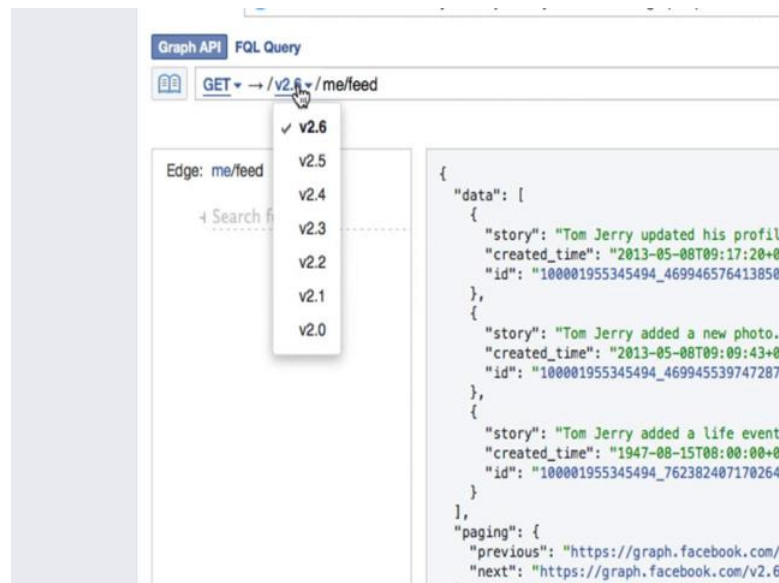 Graph API FQL Query
GET → / v2.6 / me/feed
v2.6
v2.5
v2.4
v2.3
v2.2
v2.1
v2.0
Edge: me/feed
Search
{
"data": [
{
"story": "Tom Jerry updated his profil
"created_time": "2013-05-08T09:17:20+0
"id": "100001955345494_469946576413850
},
{
"story": "Tom Jerry added a new photo.
"created_time": "2013-05-08T09:09:43+0
"id": "100001955345494_469945539747287
},
{
"story": "Tom Jerry added a life event
"created_time": "1947-08-15T08:00:00+0
"id": "100001955345494_762382407170264
}
],
"paging": {
"previous": "https://graph.facebook.com/
"next": "https://graph.facebook.com/v2.6